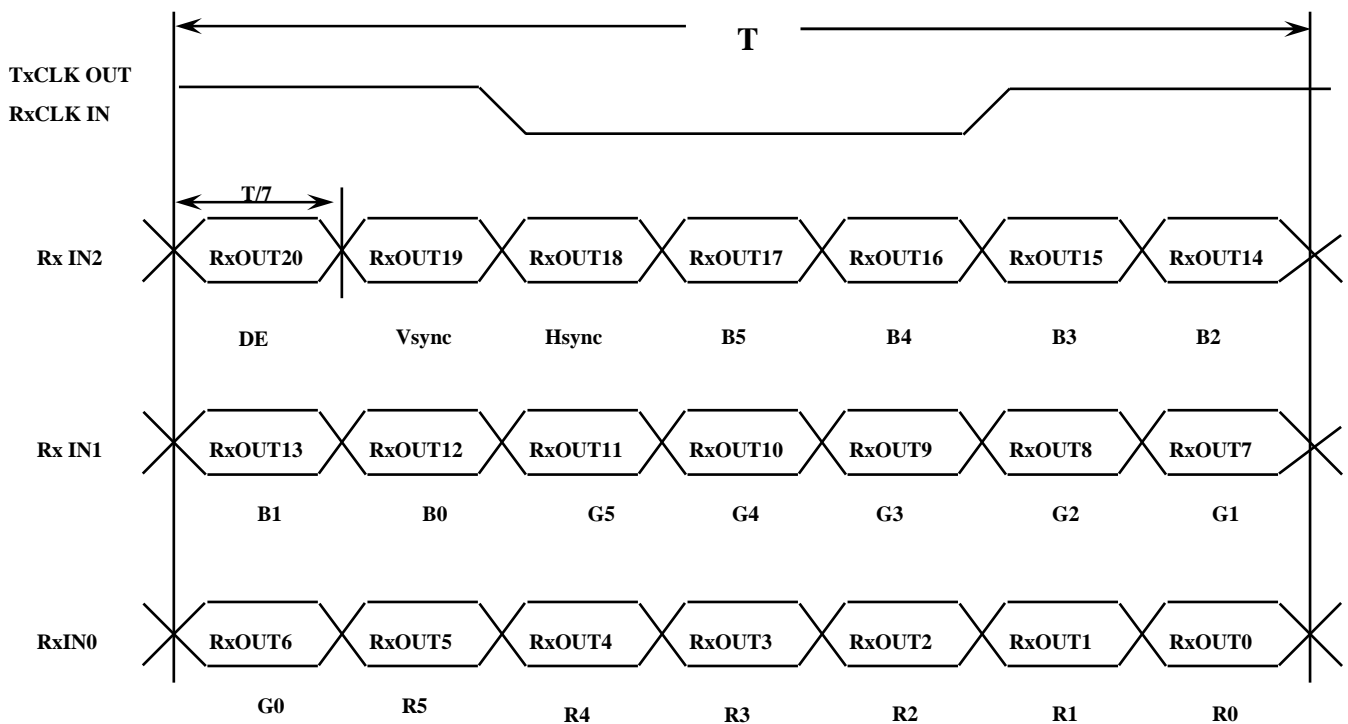 T
TxCLK OUT
RxCLK IN
T/7
Rx IN2 RxOUT20 RxOUT19 RxOUT18 RxOUT17 RxOUT16 RxOUT15 RxOUT14
DE Vsync Hsync B5 B4 B3 B2
Rx IN1 RxOUT13 RxOUT12 RxOUT11 RxOUT10 RxOUT9 RxOUT8 RxOUT7
B1 B0 G5 G4 G3 G2 G1
RxIN0 RxOUT6 RxOUT5 RxOUT4 RxOUT3 RxOUT2 RxOUT1 RxOUT0
G0 R5 R4 R3 R2 R1 R0